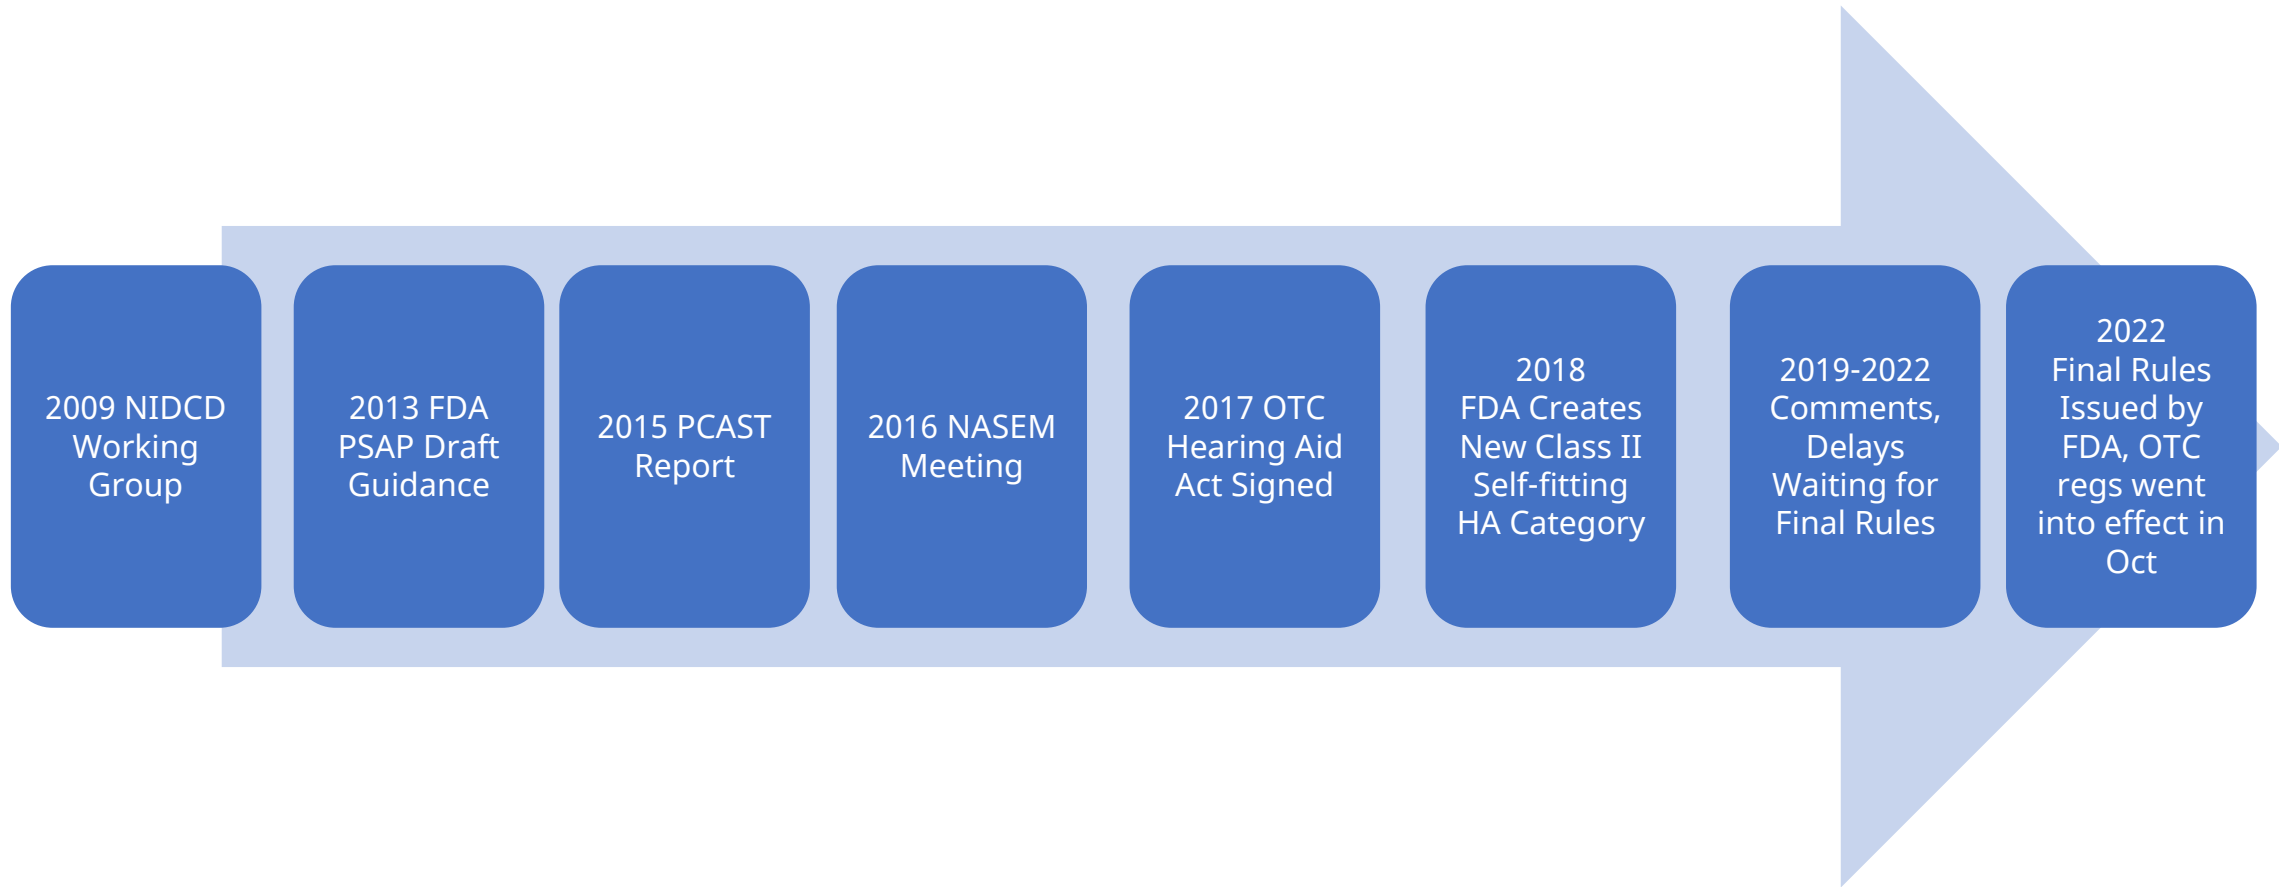 2009 NIDCD
Working
Group
2013 FDA
PSAP Draft
Guidance
2015 PCAST
Report
2016 NASEM
Meeting
2017 OTC
Hearing Aid
Act Signed
2018
FDA Creates
New Class II
Self-fitting
HA Category
2019-2022
Comments,
Delays
Waiting for
Final Rules
2022
Final Rules
Issued by
FDA, OTC
regs went
into effect in
Oct